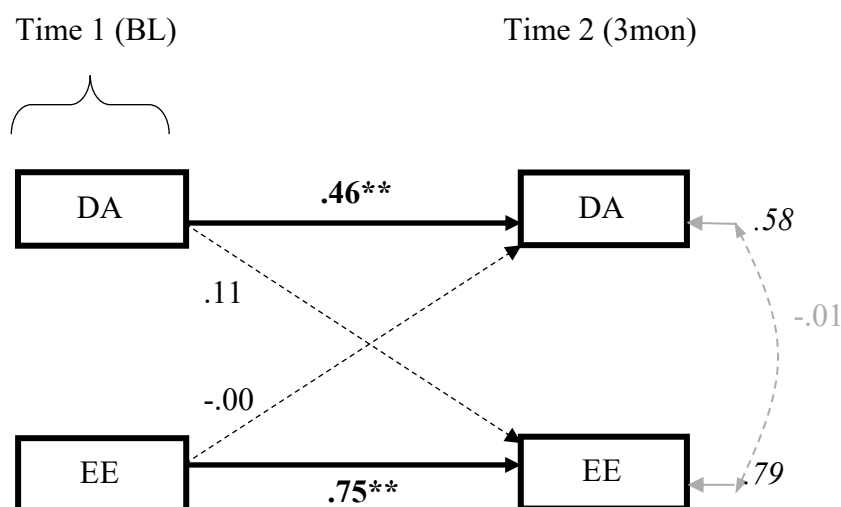 Time 1 (BL) Time 2 (3mon)
DA .46** DA .58
.11
-.01
-.00
EE .75** EE .79